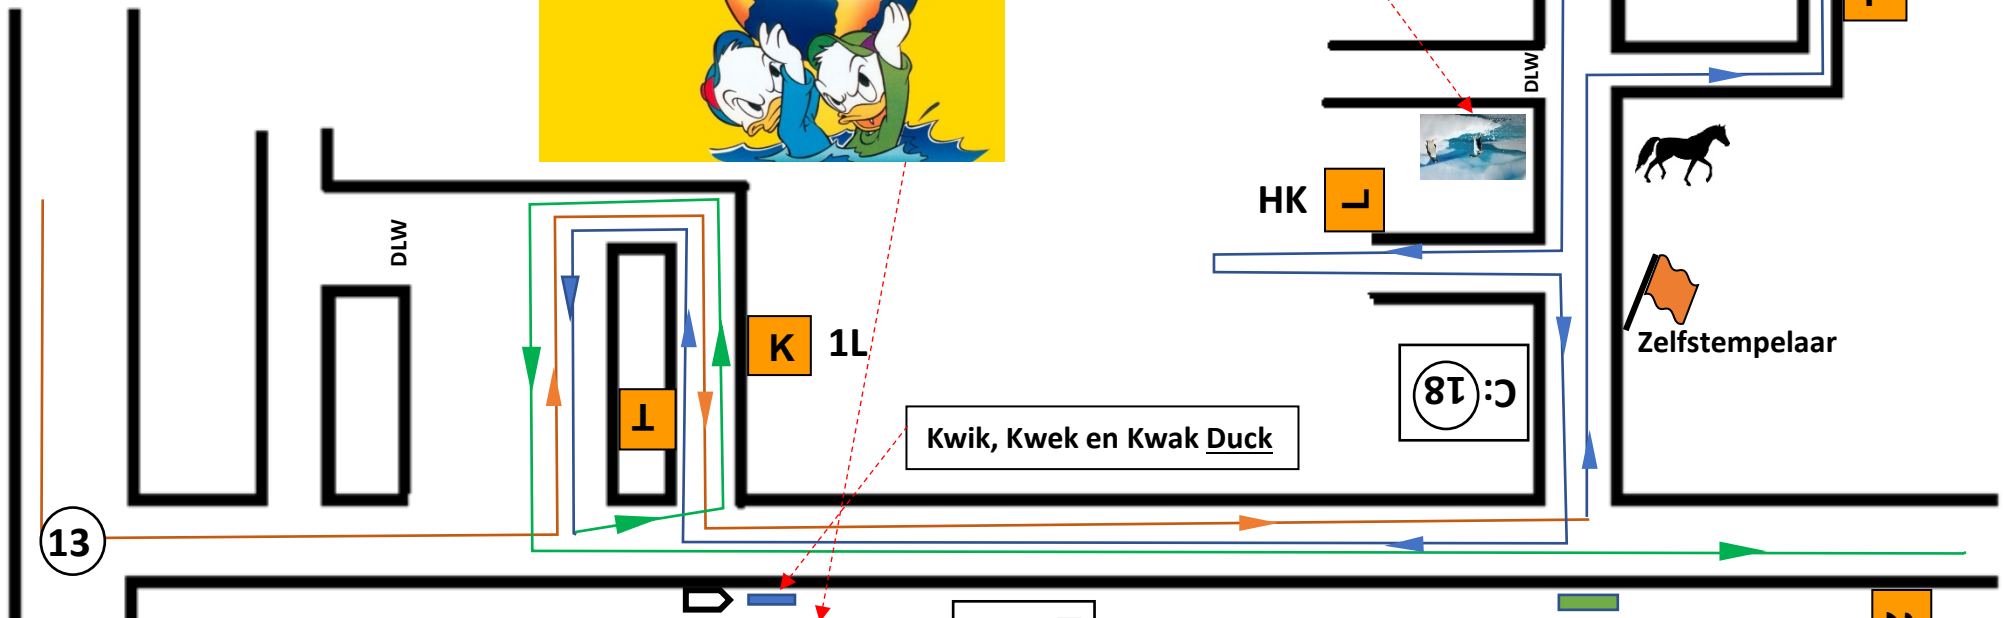 DLW
HK
L
DLW
K
1L
Zelfstempelaar
T
C: 18
Kwik, Kwek en Kwak Duck
13